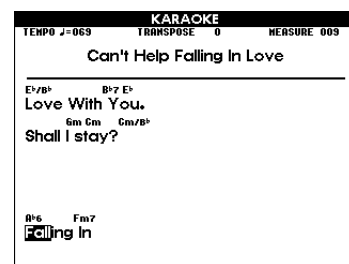 KARAOKE
TEMPO ♩=069 TRANSPOSE 0 MEASURE 009
Can't Help Falling In Love
E♭/B♭ B♭7 E♭
Love With You.
Gm Cm Gm/B♭
Shall I stay?
A♭6 Fm7
Falling In